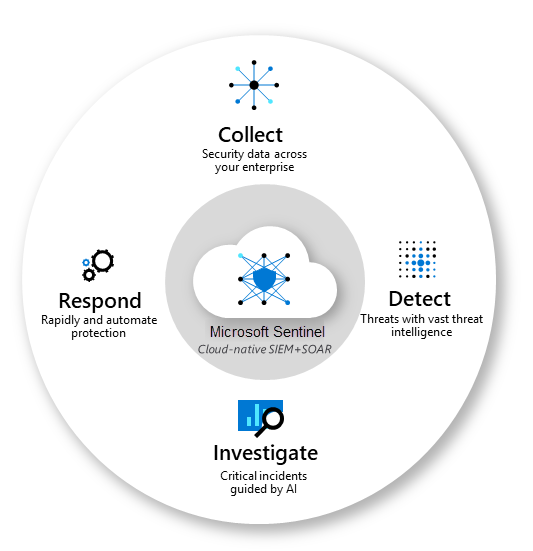 Collect
Security data across
your enterprise
Respond
Rapidly and automate
protection
Microsoft Sentinel
Cloud-native SIEM+SOAR
Detect
Threats with vast threat
intelligence
Investigate
Critical incidents
guided by AI